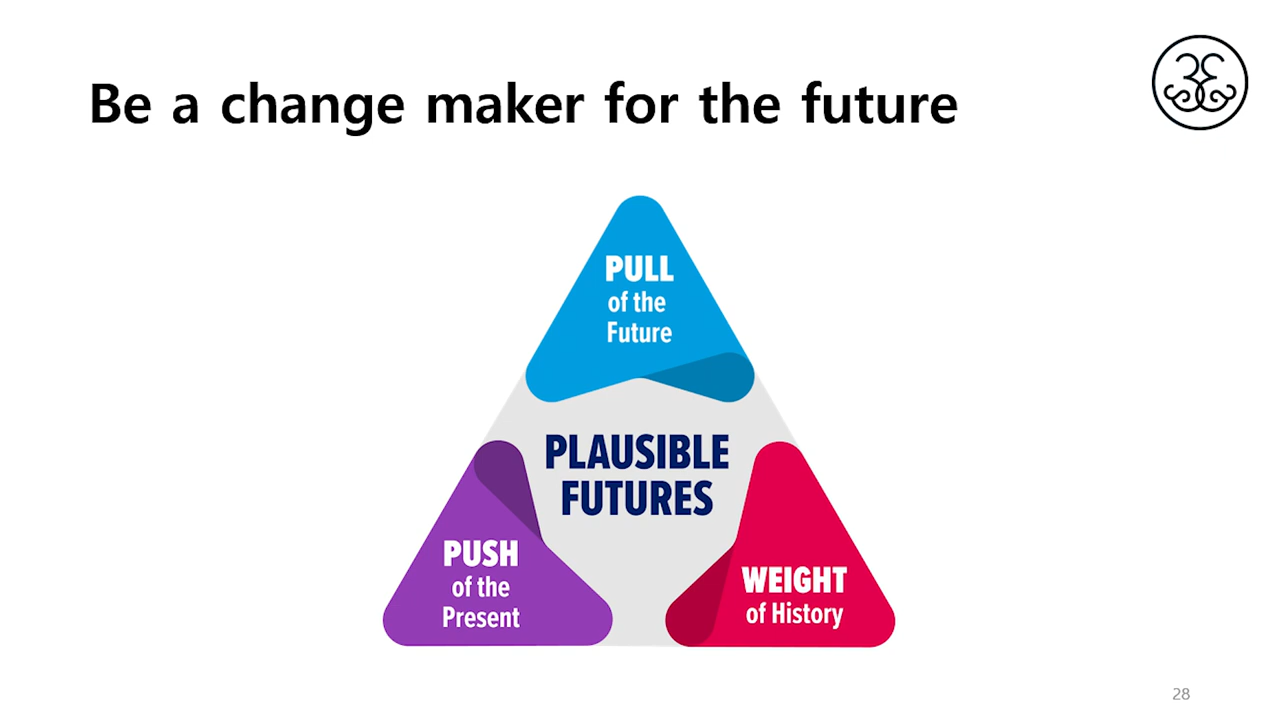 Be a change maker for the future
PULL
of the
Future
PLAUSIBLE
FUTURES
PUSH
of the
Present
WEIGHT
of History
28